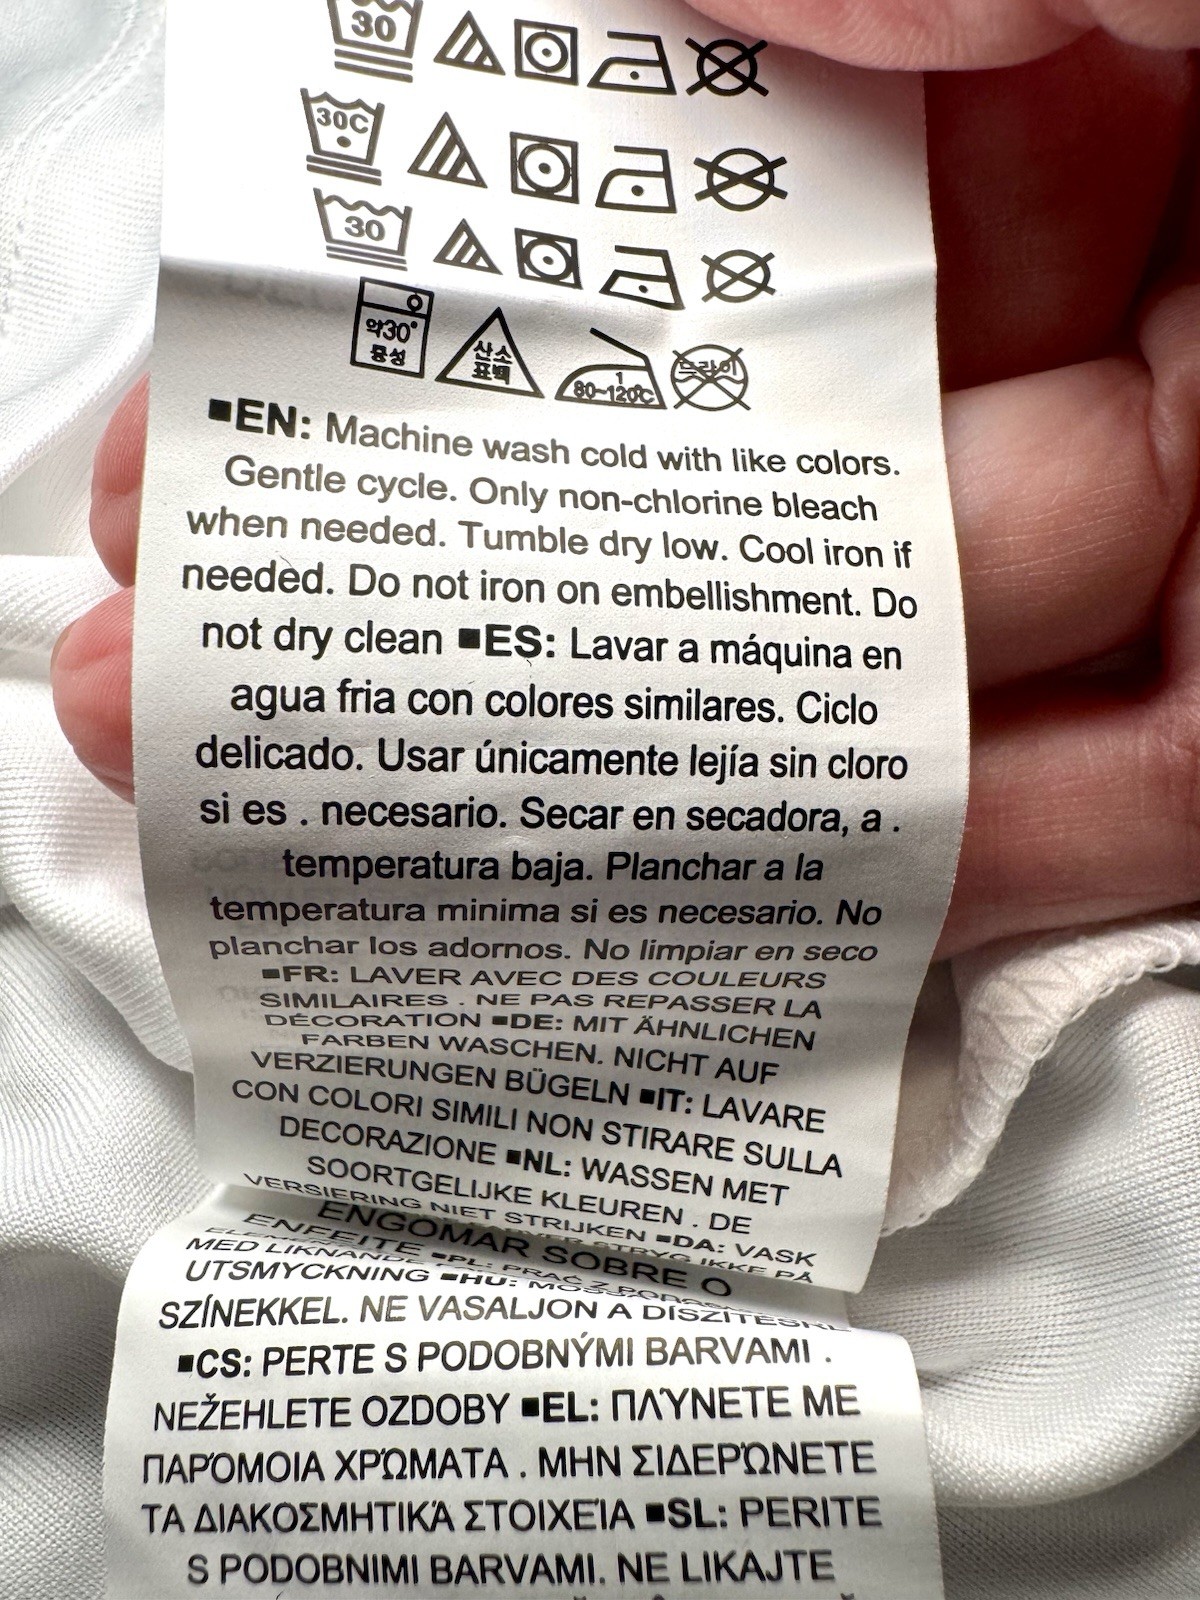 30
30C
30
약30°
중성
산소
표백
1
80~120℃
드라이
■EN: Machine wash cold with like colors.
Gentle cycle. Only non-chlorine bleach
when needed. Tumble dry low. Cool iron if
needed. Do not iron on embellishment. Do
not dry clean ■ES: Lavar a máquina en
agua fria con colores similares. Ciclo
delicado. Usar únicamente lejía sin cloro
si es . necesario. Secar en secadora, a .
temperatura baja. Planchar a la
temperatura minima si es necesario. No
planchar los adornos. No limpiar en seco
■FR: LAVER AVEC DES COULEURS
SIMILAIRES . NE PAS REPASSER LA
DÉCORATION ■DE: MIT ÄHNLICHEN
FARBEN WASCHEN. NICHT AUF
VERZIERUNGEN BÜGELN ■IT: LAVARE
CON COLORI SIMILI NON STIRARE SULLA
DECORAZIONE ■NL: WASSEN MET
SOORTGELIJKE KLEUREN . DE
VERSIERING NIET STRIJKEN ■DA: VASK
STRYG IKKE PÅ
ENGOMAR SOBRE O
ENFEITE ■PL: PRAĆ Z
MED LIKNANDE
UTSMYCKNING ■HU:
SZÍNEKKEL. NE VASALJON A DÍSZÍTÉSRE
■CS: PERTE S PODOBNÝMI BARVAMI .
NEŽEHLETE OZDOBY ■EL: ΠΛΎΝΕΤΕ ΜΕ
ΠΑΡΌΜΟΙΑ ΧΡΏΜΑΤΑ . ΜΗΝ ΣΙΔΕΡΏΝΕΤΕ
ΤΑ ΔΙΑΚΟΣΜΗΤΙΚΆ ΣΤΟΙΧΕΊΑ ■SL: PERITE
S PODOBNIMI BARVAMI. NE LIKAJTE